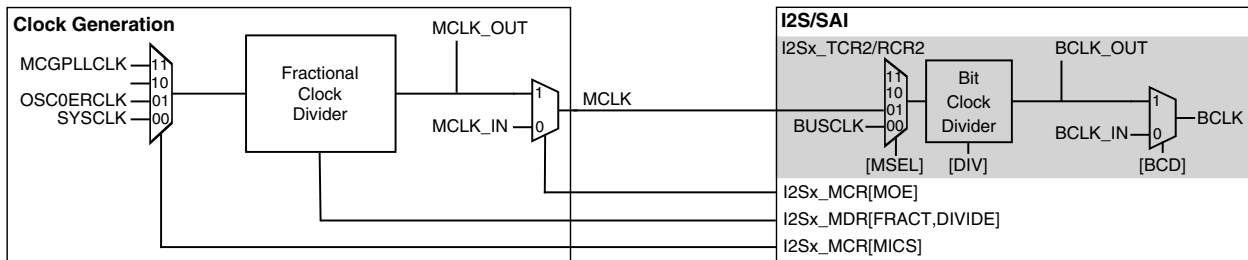 Clock Generation
MCGPLLCLK
11
10
OSC0ERCLK
01
SYSCLK
00
Fractional
Clock
Divider
MCLK_OUT
MCLK_IN
1
0
MCLK
I2S/SAI
I2Sx_TCR2/RCR2
11
10
01
BUSCLK
00
[MSEL]
Bit
Clock
Divider
[DIV]
BCLK_OUT
BCLK_IN
1
0
BCLK
[BCD]
I2Sx_MCR[MOE]
I2Sx_MDR[FRACT,DIVIDE]
I2Sx_MCR[MICS]